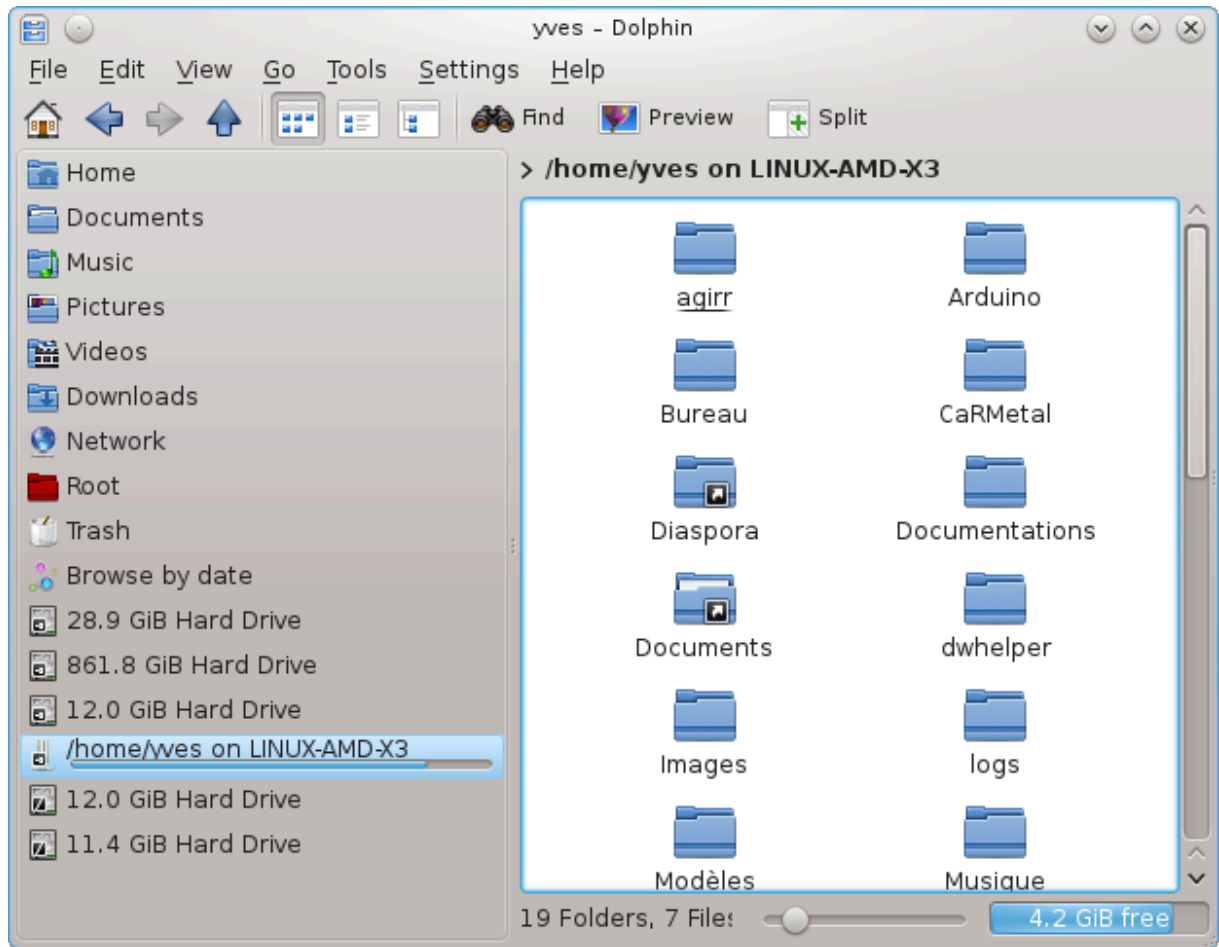 yves – Dolphin
File Edit View Go Tools Settings Help
Find Preview Split
Home
Documents
Music
Pictures
Videos
Downloads
Network
Root
Trash
Browse by date
28.9 GiB Hard Drive
861.8 GiB Hard Drive
12.0 GiB Hard Drive
/home/yves on LINUX-AMD-X3
12.0 GiB Hard Drive
11.4 GiB Hard Drive
> /home/yves on LINUX-AMD-X3
agirr Arduino
Bureau CaRMetal
Diaspora Documentations
Documents dwhelper
Images logs
Modèles Musique
19 Folders, 7 Files 4.2 GiB free